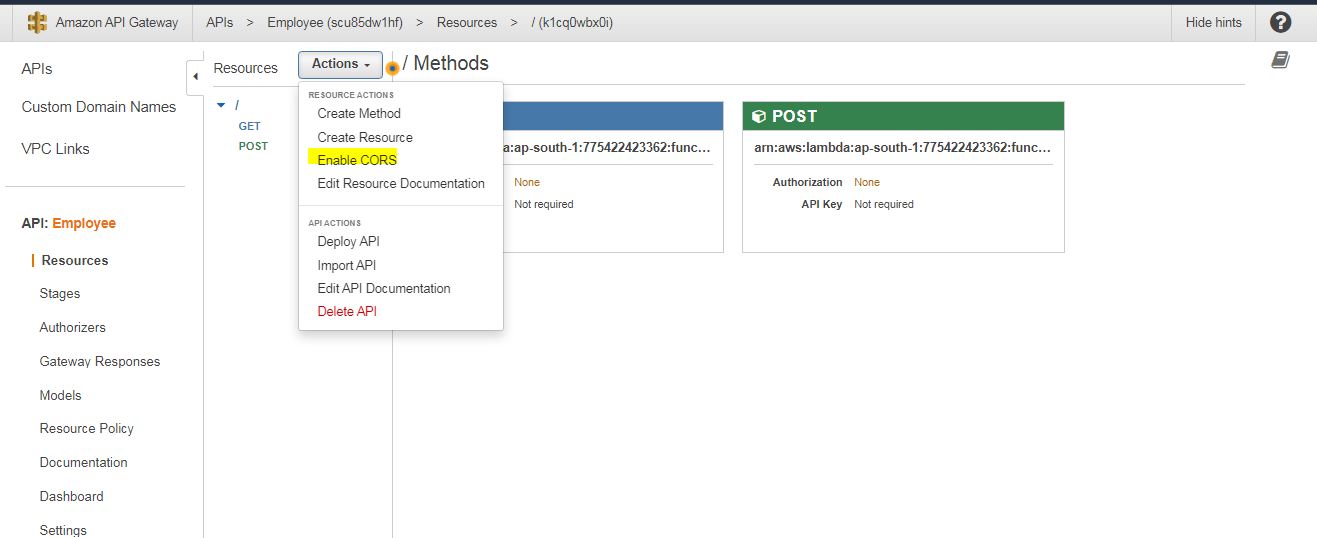 Amazon API Gateway
APIs > Employee (scu85dw1hf) > Resources > / (k1cq0wbx0i)
Hide hints
?
APIs
Custom Domain Names
VPC Links
API: Employee
Resources
Stages
Authorizers
Gateway Responses
Models
Resource Policy
Documentation
Dashboard
Settings
Resources
Actions
/
GET
POST
RESOURCE ACTIONS
Create Method
Create Resource
Enable CORS
Edit Resource Documentation
API ACTIONS
Deploy API
Import API
Edit API Documentation
Delete API
/ Methods
a:ap-south-1:775422423362:func...
None
Not required
POST
arn:aws:lambda:ap-south-1:775422423362:func...
Authorization None
API Key Not required